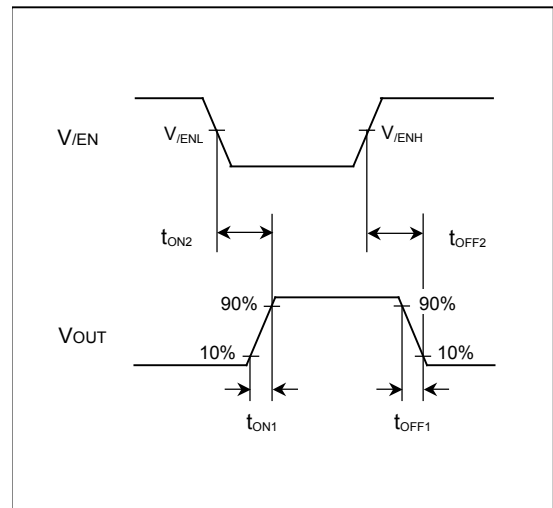 V/EN
V/ENL
V/ENH
tON2
tOFF2
90%
90%
VOUT
10%
10%
tON1
tOFF1